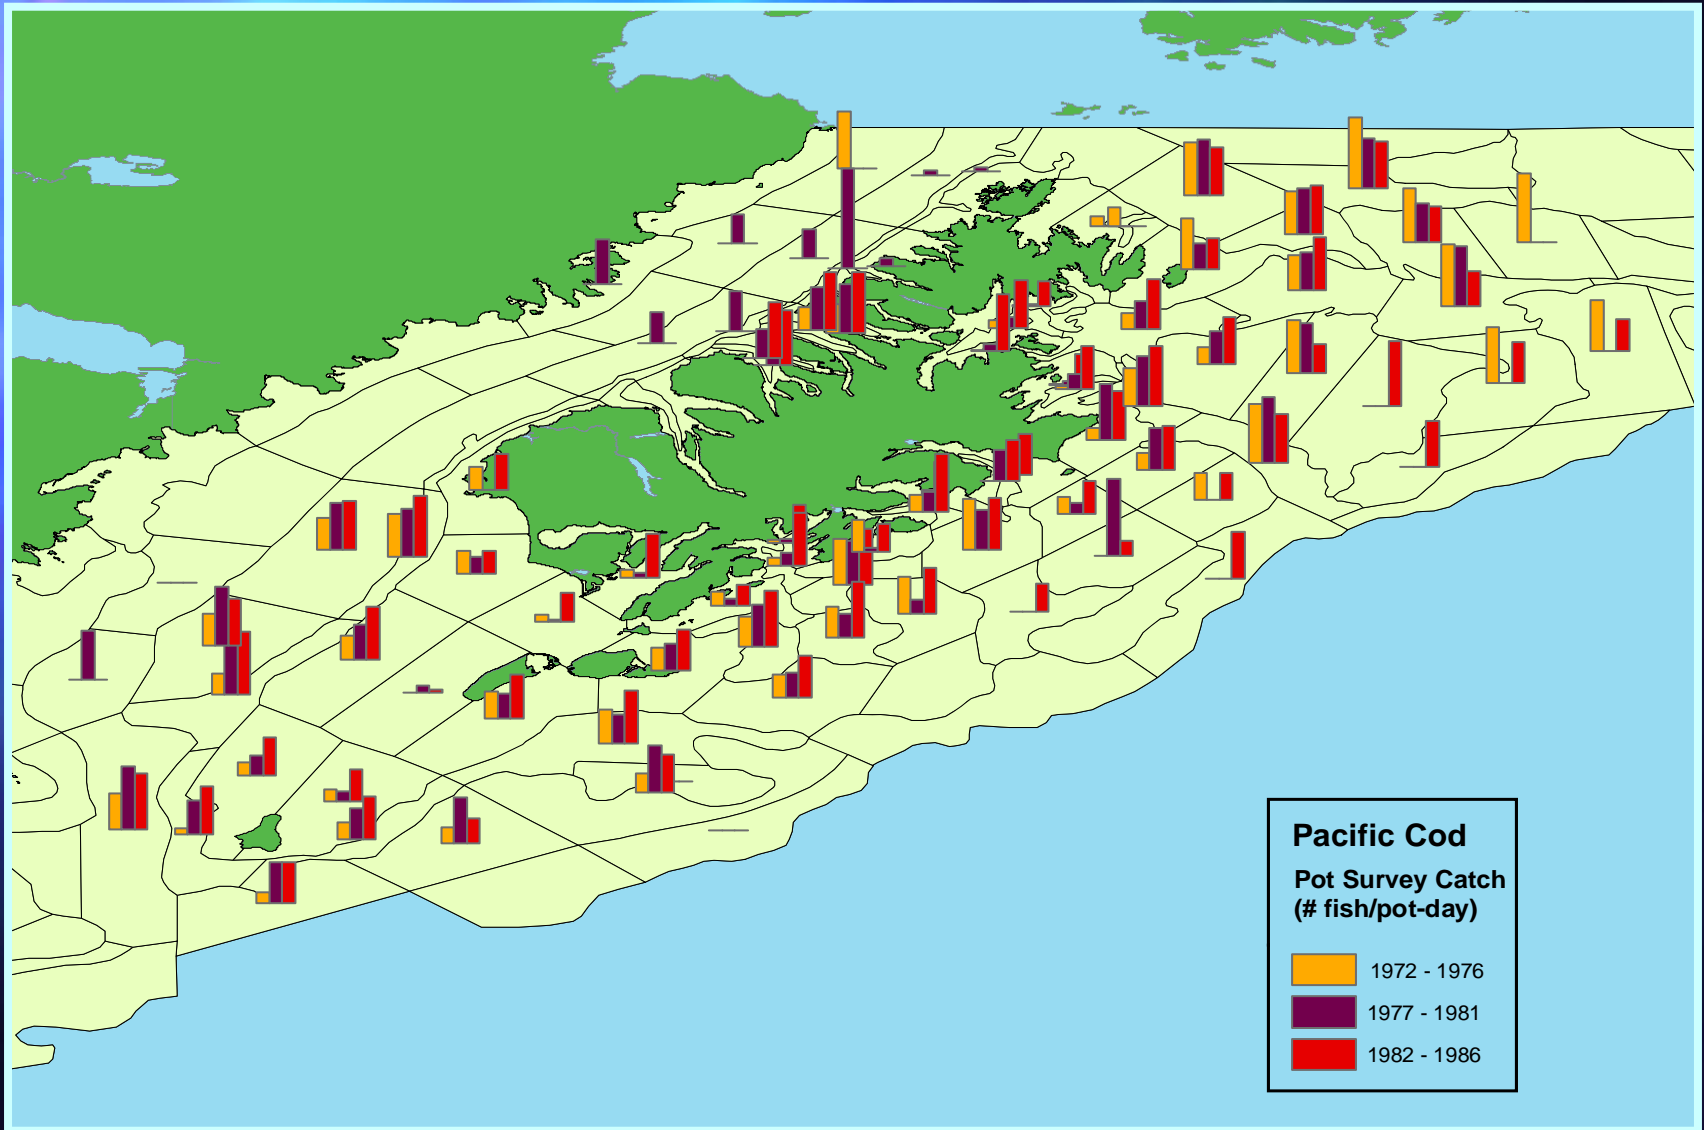 Pacific Cod
Pot Survey Catch
(# fish/pot-day)
1972 - 1976
1977 - 1981
1982 - 1986